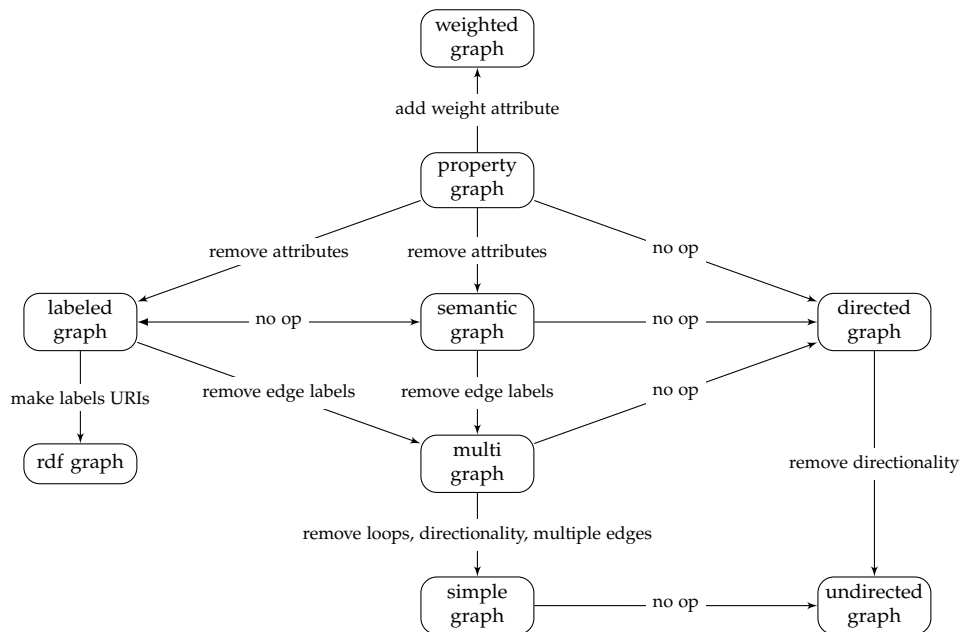 weighted
graph
add weight attribute
property
graph
remove attributes
remove attributes
no op
labeled
graph
no op
semantic
graph
no op
directed
graph
make labels URIs
remove edge labels
remove edge labels
no op
rdf graph
multi
graph
remove directionality
remove loops, directionality, multiple edges
simple
graph
no op
undirected
graph